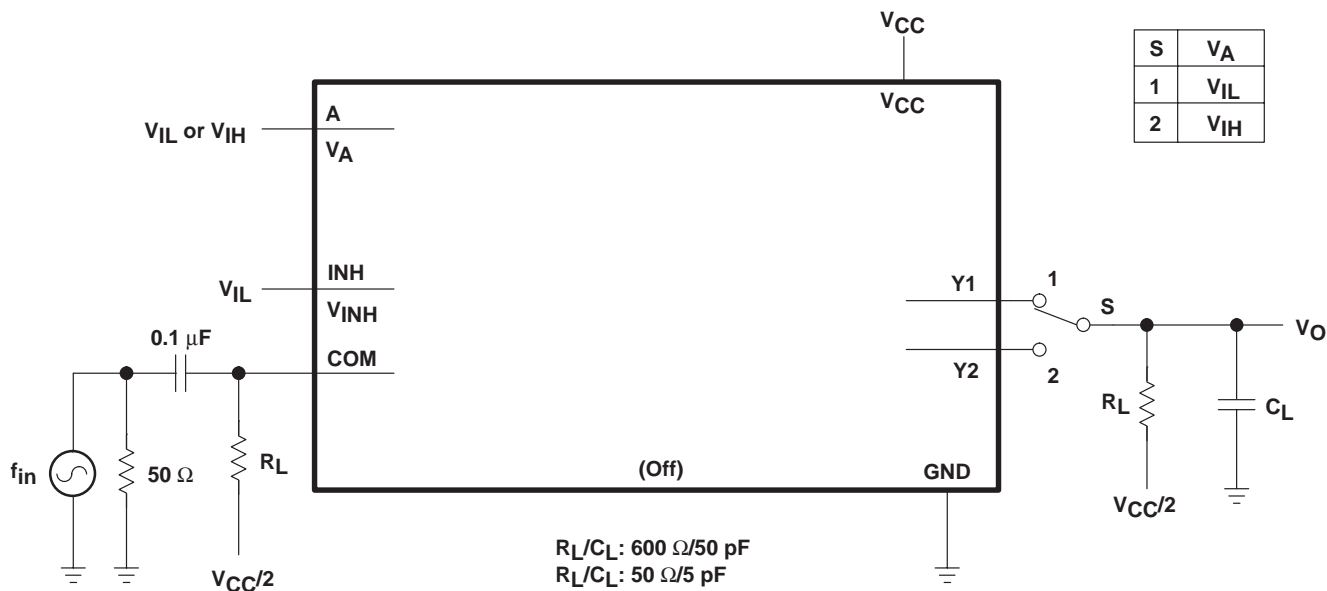 VCC
S VA
1 VIL
2 VIH
VCC
A
VIL or VIH
VA
INH
VIL
VINH
Y1
1
S
VO
0.1 μF
COM
Y2
2
RL
CL
fin
50 Ω
RL
(Off)
GND
VCC/2
VCC/2
RL/CL: 600 Ω/50 pF
RL/CL: 50 Ω/5 pF